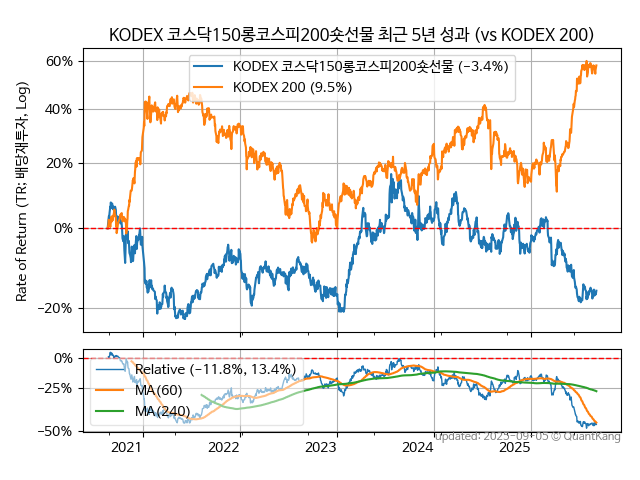 KODEX 코스닥150롱코스피200숏선물 최근 5년 성과 (vs KODEX 200)
Rate of Return (TR: 배당재투자, Log)
60%
40%
20%
0%
−20%
KODEX 코스닥150롱코스피200숏선물 (−3.4%)
KODEX 200 (9.5%)
0%
−25%
−50%
Relative (−11.8%, 13.4%)
MA(60)
MA(240)
2021
2022
2023
2024
2025
updated: 2025-09-05 © QuantKang